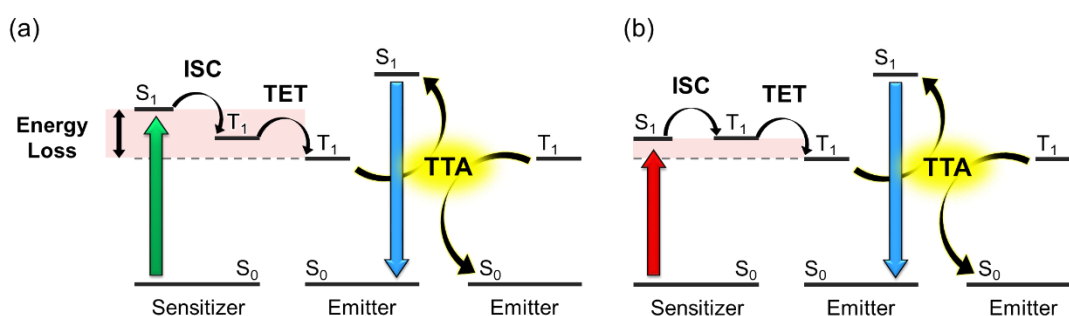 (a)
S1
ISC
TET
T1
T1
Energy
Loss
S1
TTA
T1
S0
S0
S0
Sensitizer
Emitter
Emitter
(b)
S1
ISC
T1
TET
T1
S1
TTA
T1
S0
S0
S0
Sensitizer
Emitter
Emitter